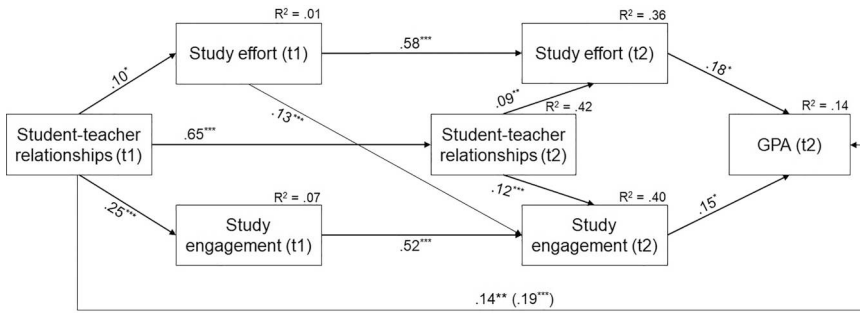 R² = .01
R² = .36
Study effort (t1)
.58***
Study effort (t2)
.10*
.18*
.09**
R² = .42
R² = .14
.13***
Student-teacher
relationships (t1)
.65***
Student-teacher
relationships (t2)
GPA (t2)
.25***
R² = .07
.12***
R² = .40
Study
engagement (t1)
.52***
Study
engagement (t2)
.15*
.14** (.19***)